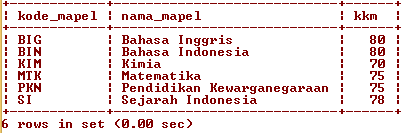 kode_mapel | nama_mapel | kkm
BIG | Bahasa Inggris | 80
BIN | Bahasa Indonesia | 80
KIM | Kimia | 70
MTK | Matematika | 75
PKN | Pendidikan Kewarganegaraan | 75
SI | Sejarah Indonesia | 78
6 rows in set (0.00 sec)